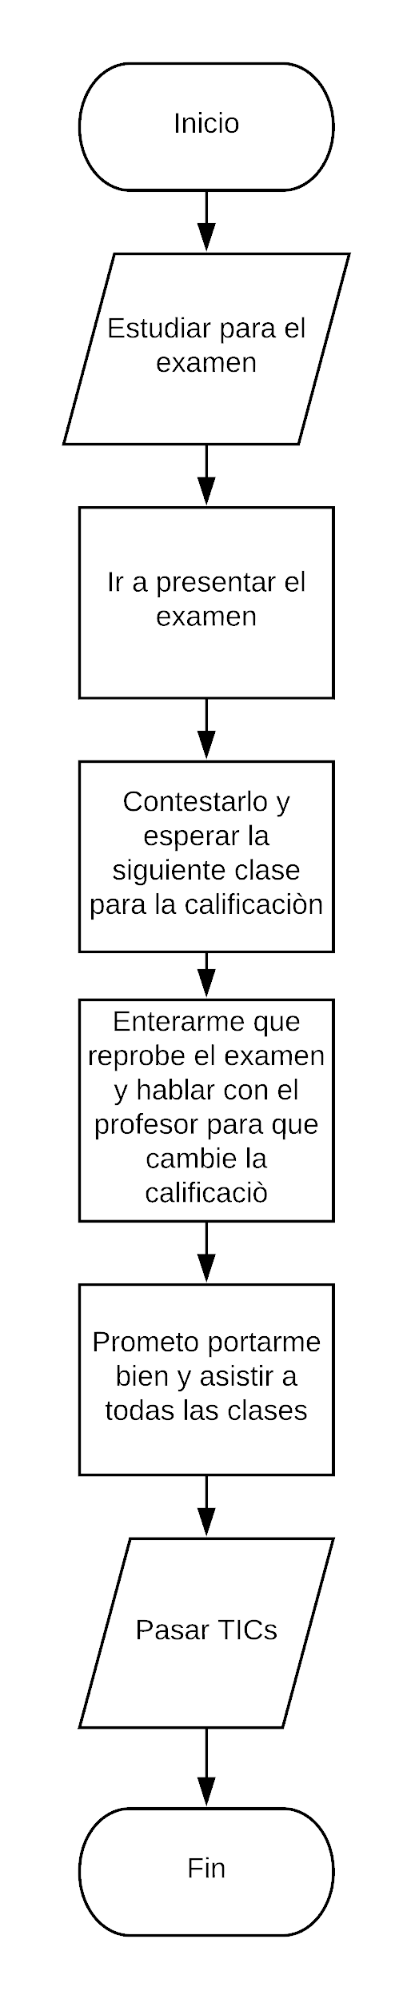 Inicio
Estudiar para el
examen
Ir a presentar el
examen
Contestarlo y
esperar la
siguiente clase
para la calificaciòn
Enterarme que
reprobe el examen
y hablar con el
profesor para que
cambie la
calificaciò
Prometo portarme
bien y asistir a
todas las clases
Pasar TICs
Fin